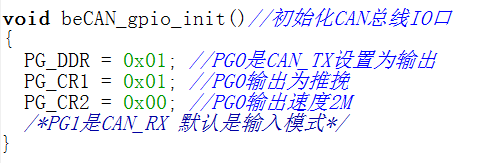 void beCAN_gpio_init()//初始化CAN总线IO口
{
PG_DDR = 0x01; //PG0是CAN_TX设置为输出
PG_CR1 = 0x01; //PG0输出为推挽
PG_CR2 = 0x00; //PG0输出速度2M
/*PG1是CAN_RX 默认是输入模式*/
}